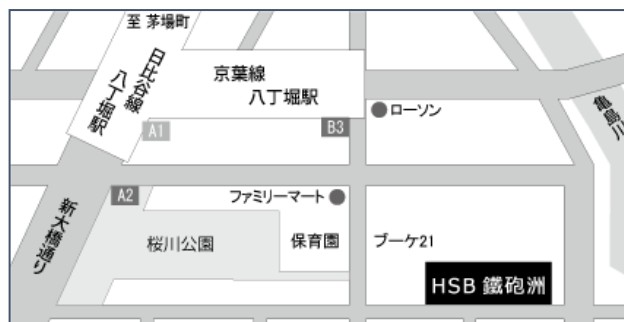 至 茅場町
日比谷線
八丁堀駅
京葉線
八丁堀駅
A1
B3
ローソン
亀島川
A2
ファミリーマート
新大橋通り
桜川公園
保育園
ブーケ21
HSB 鐵砲洲